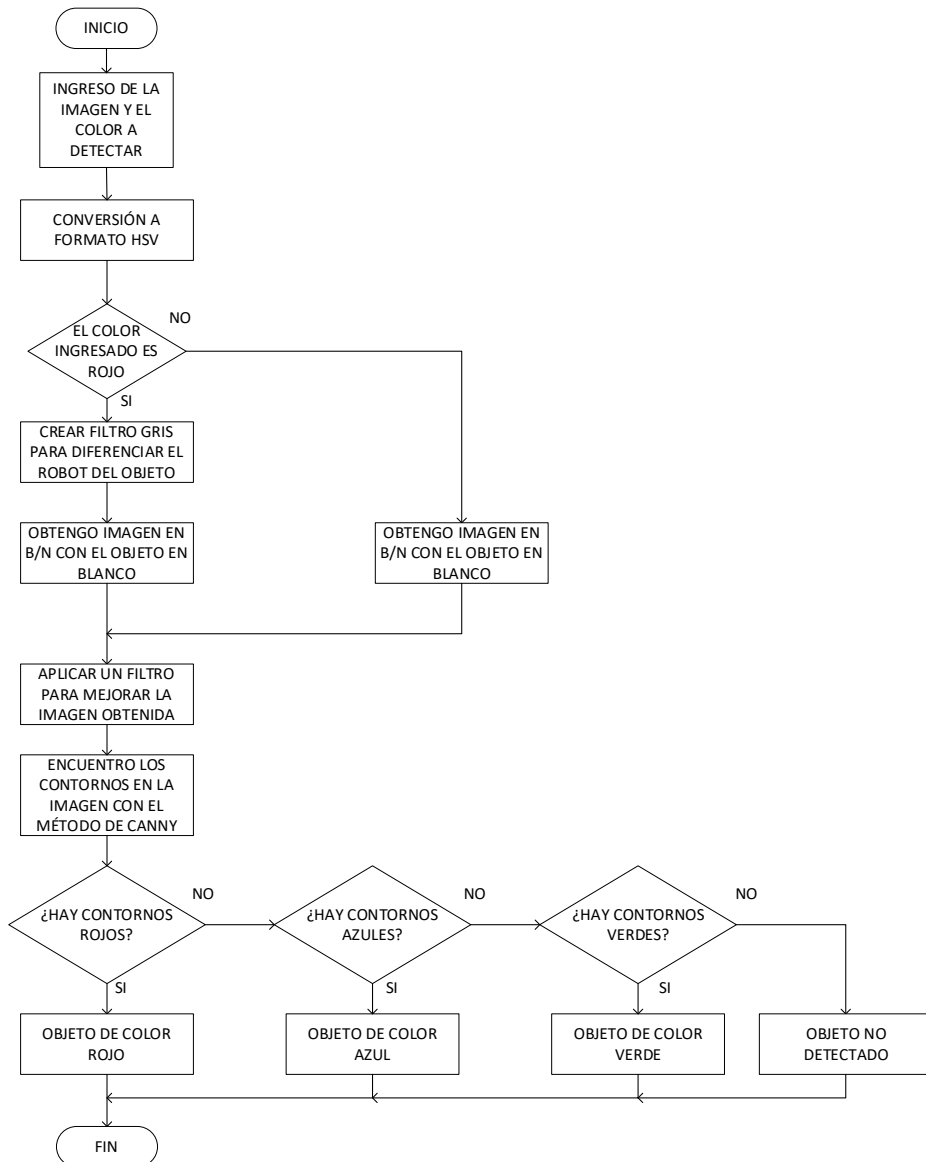 INICIO
INGRESO DE LA
IMAGEN Y EL
COLOR A
DETECTAR
CONVERSIÓN A
FORMATO HSV
EL COLOR
INGRESADO ES
ROJO
NO
SI
CREAR FILTRO GRIS
PARA DIFERENCIAR EL
ROBOT DEL OBJETO
OBTENGO IMAGEN EN
B/N CON EL OBJETO EN
BLANCO
OBTENGO IMAGEN EN
B/N CON EL OBJETO EN
BLANCO
APLICAR UN FILTRO
PARA MEJORAR LA
IMAGEN OBTENIDA
ENCUENTRO LOS
CONTORNOS EN LA
IMAGEN CON EL
MÉTODO DE CANNY
¿HAY CONTORNOS
ROJOS?
NO
SI
¿HAY CONTORNOS
AZULES?
NO
SI
¿HAY CONTORNOS
VERDES?
NO
SI
OBJETO DE COLOR
ROJO
OBJETO DE COLOR
AZUL
OBJETO DE COLOR
VERDE
OBJETO NO
DETECTADO
FIN